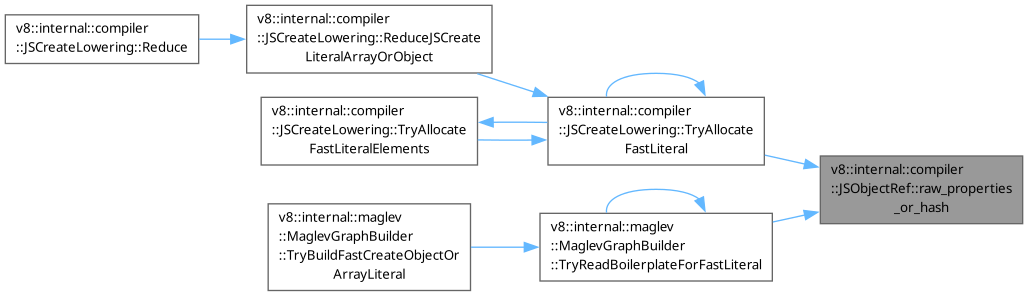 v8::internal::compiler
::JSCreateLowering::Reduce
v8::internal::compiler
::JSCreateLowering::ReduceJSCreate
LiteralArrayOrObject
v8::internal::compiler
::JSCreateLowering::TryAllocate
FastLiteralElements
v8::internal::compiler
::JSCreateLowering::TryAllocate
FastLiteral
v8::internal::compiler
::JSObjectRef::raw_properties
_or_hash
v8::internal::maglev
::MaglevGraphBuilder
::TryBuildFastCreateObjectOr
ArrayLiteral
v8::internal::maglev
::MaglevGraphBuilder
::TryReadBoilerplateForFastLiteral